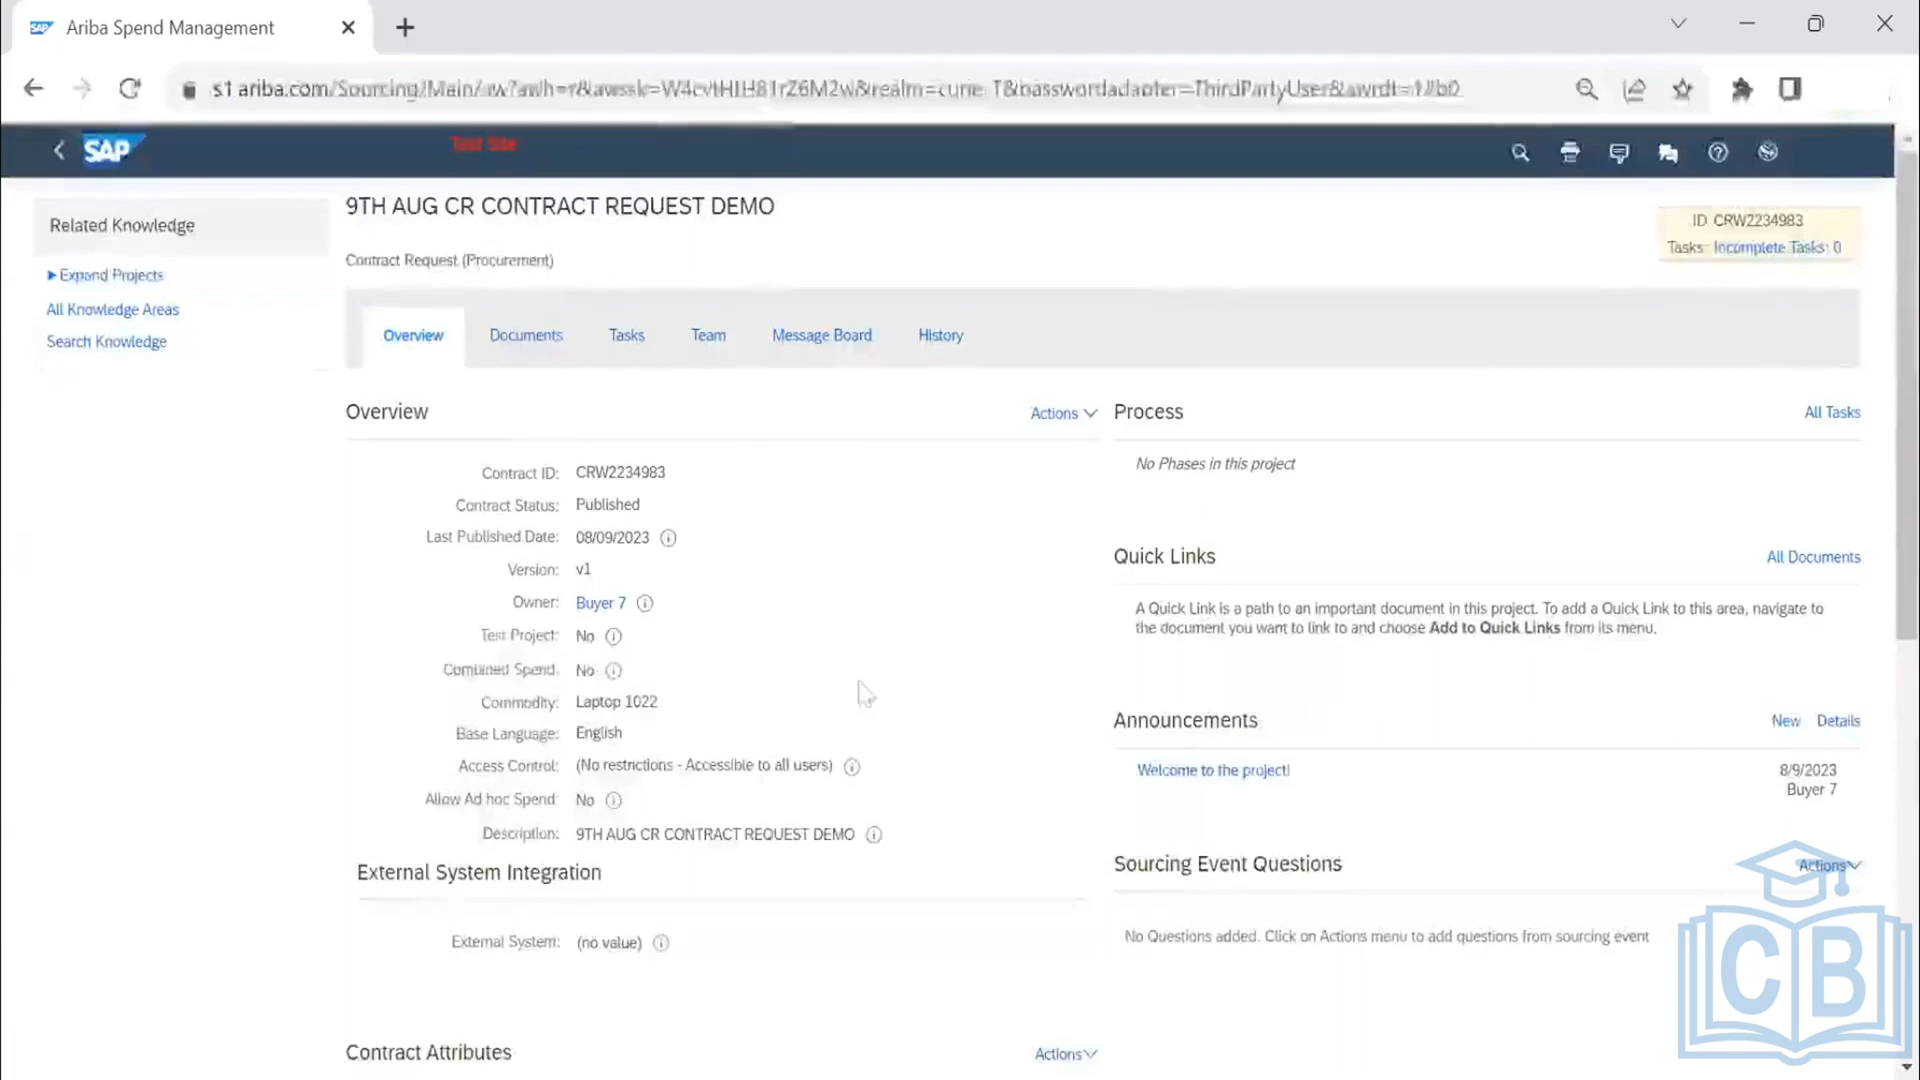 Ariba Spend Management
s1.ariba.com/Sourcing/Main/
SAP
Test Site
Related Knowledge
Expand Projects
All Knowledge Areas
Search Knowledge
9TH AUG CR CONTRACT REQUEST DEMO
Contract Request (Procurement)
ID CRW2234983
Tasks: Incomplete Tasks: 0
Overview Documents Tasks Team Message Board History
Overview Actions
Contract ID: CRW2234983
Contract Status: Published
Last Published Date: 08/09/2023
Version: v1
Owner: Buyer 7
Test Project: No
Combined Spend: No
Commodity: Laptop 1022
Base Language: English
Access Control: (No restrictions - Accessible to all users)
Allow Ad hoc Spend: No
Description: 9TH AUG CR CONTRACT REQUEST DEMO
External System Integration
External System: (no value)
Contract Attributes Actions
Process All Tasks
No Phases in this project
Quick Links All Documents
A Quick Link is a path to an important document in this project. To add a Quick Link to this area, navigate to
the document you want to link to and choose Add to Quick Links from its menu.
Announcements New Details
Welcome to the project! 8/9/2023
Buyer 7
Sourcing Event Questions Actions
No Questions added. Click on Actions menu to add questions from sourcing event
CB